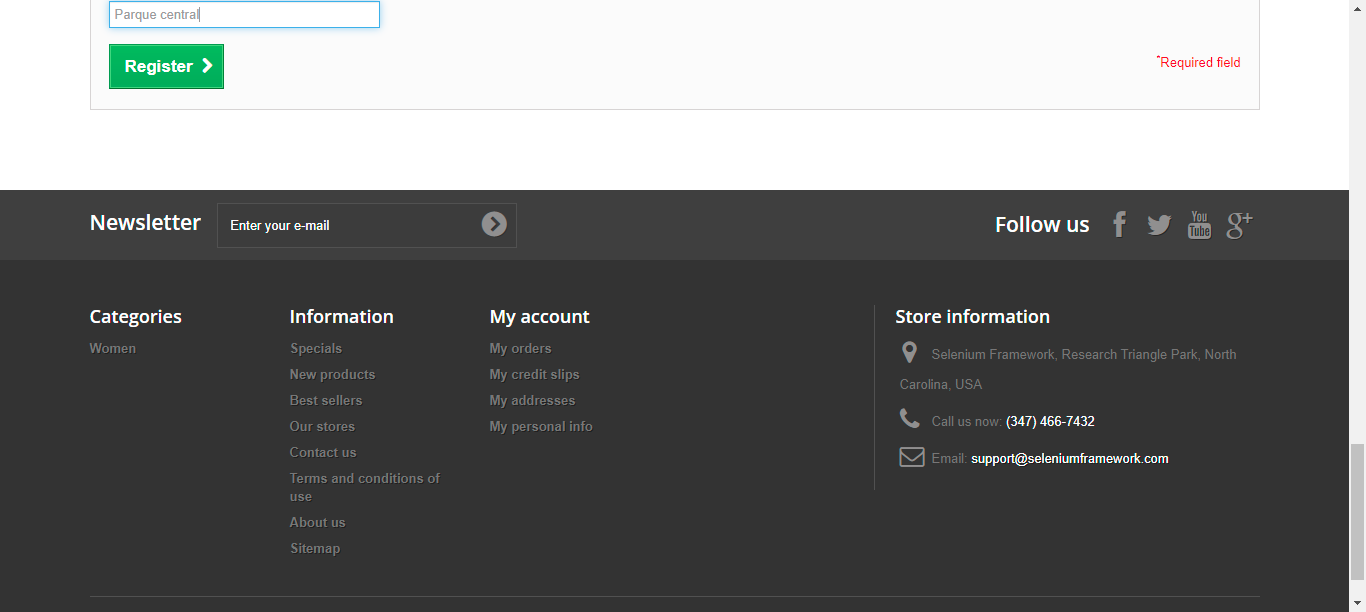 Parque central
Register
*Required field
Newsletter
Enter your e-mail
Follow us
You
Tube
g+
Categories
Women
Information
Specials
New products
Best sellers
Our stores
Contact us
Terms and conditions of
use
About us
Sitemap
My account
My orders
My credit slips
My addresses
My personal info
Store information
Selenium Framework, Research Triangle Park, North
Carolina, USA
Call us now: (347) 466-7432
Email: support@seleniumframework.com